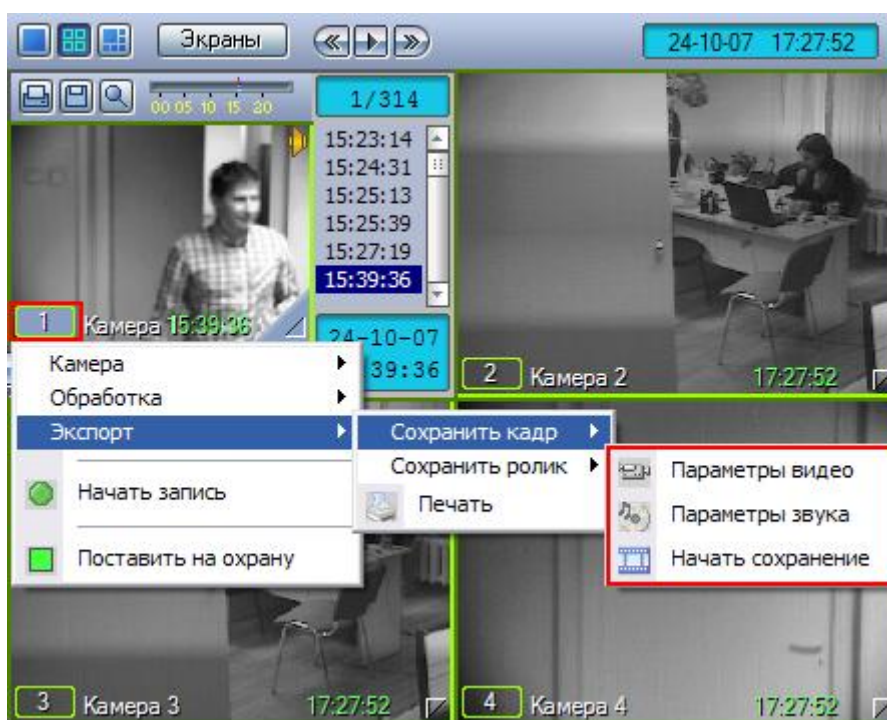 Экраны
24-10-07 17:27:52
00 05 10 15 20
1/314
15:23:14
15:24:31
15:25:13
15:25:39
15:27:19
15:39:36
1 Камера 15:39:36
24-10-07
39:36
2 Камера 2 17:27:52
Камера
Обработка
Экспорт
Начать запись
Поставить на охрану
Сохранить кадр
Сохранить ролик
Печать
Параметры видео
Параметры звука
Начать сохранение
3 Камера 3 17:27:52
4 Камера 4 17:27:52